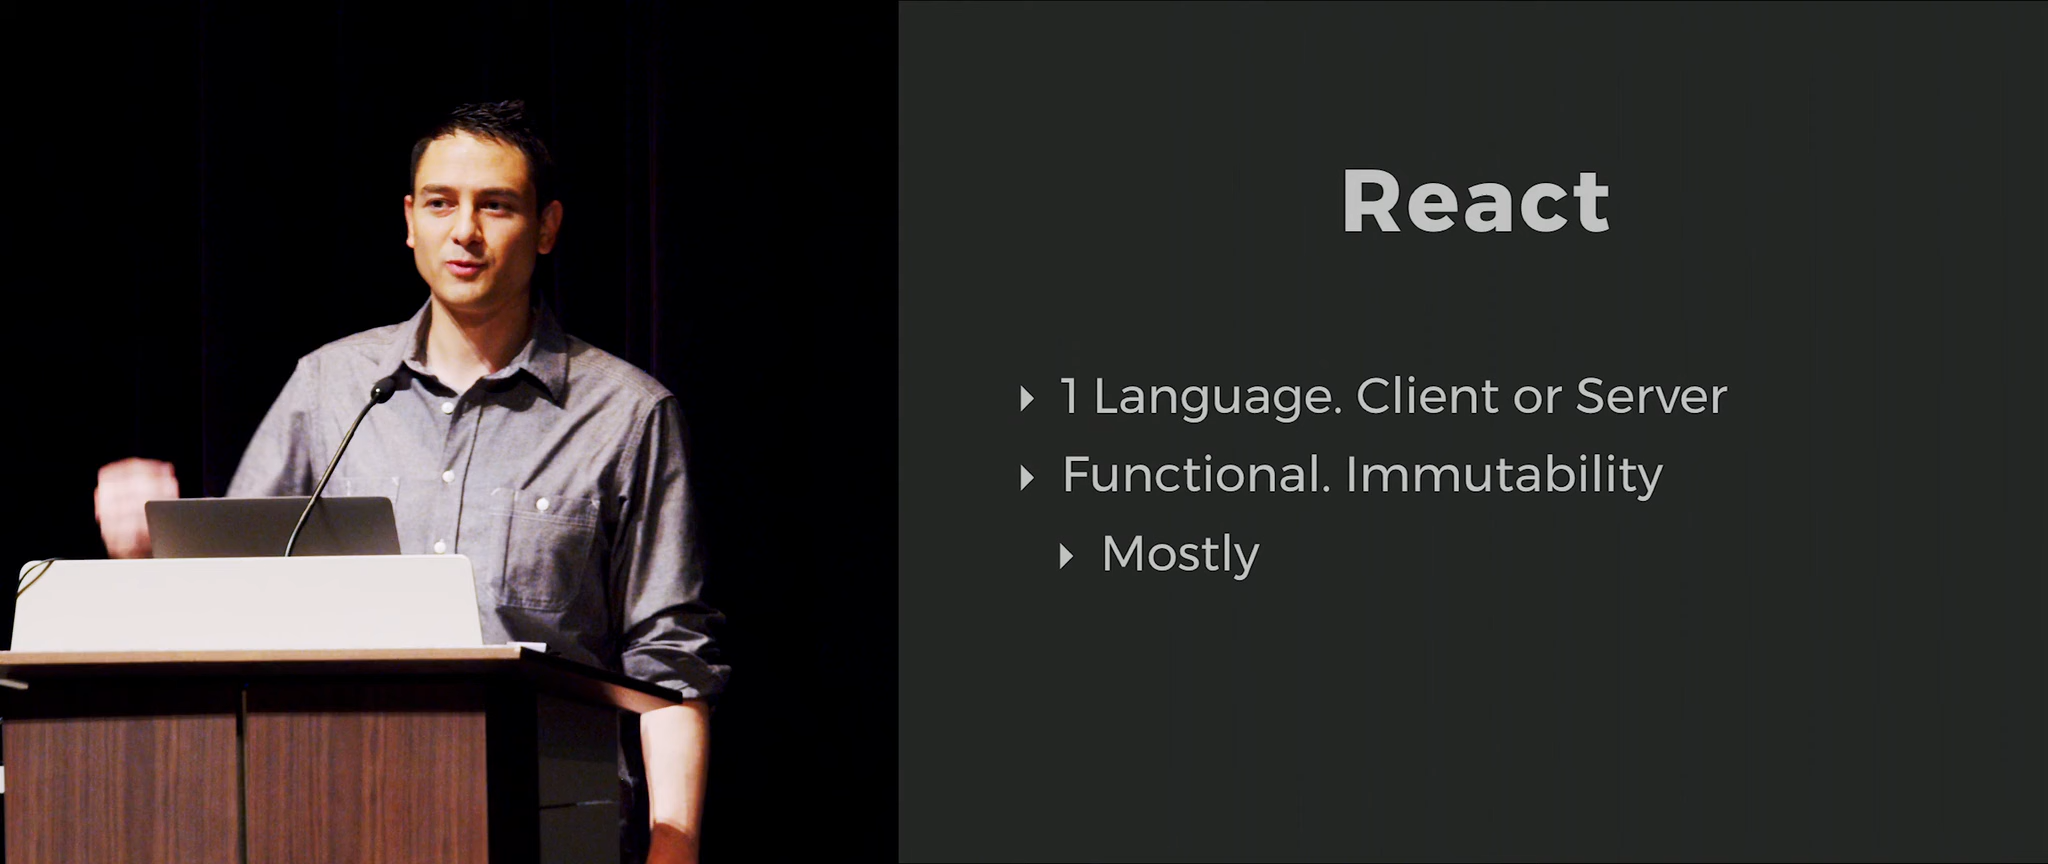 React
1 Language. Client or Server
Functional. Immutability
Mostly